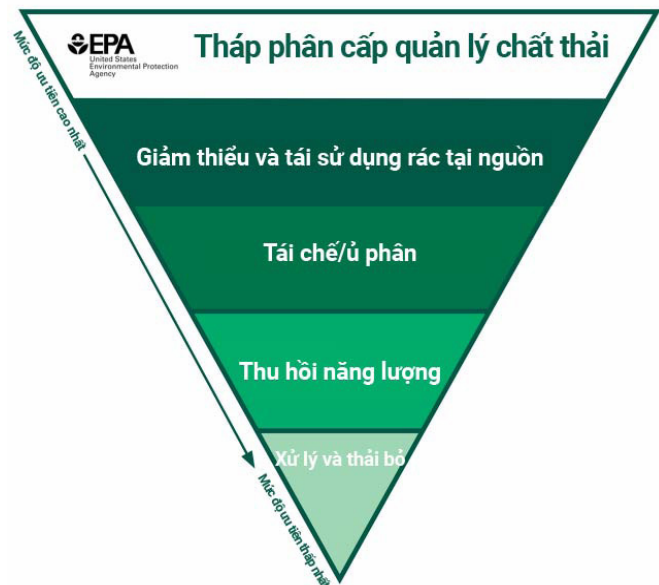 EPA
United States
Environmental Protection
Agency
Tháp phân cấp quản lý chất thải
Mức độ ưu tiên cao nhất
Giảm thiểu và tái sử dụng rác tại nguồn
Tái chế/ủ phân
Thu hồi năng lượng
Xử lý và thải bỏ
Mức độ ưu tiên thấp nhất